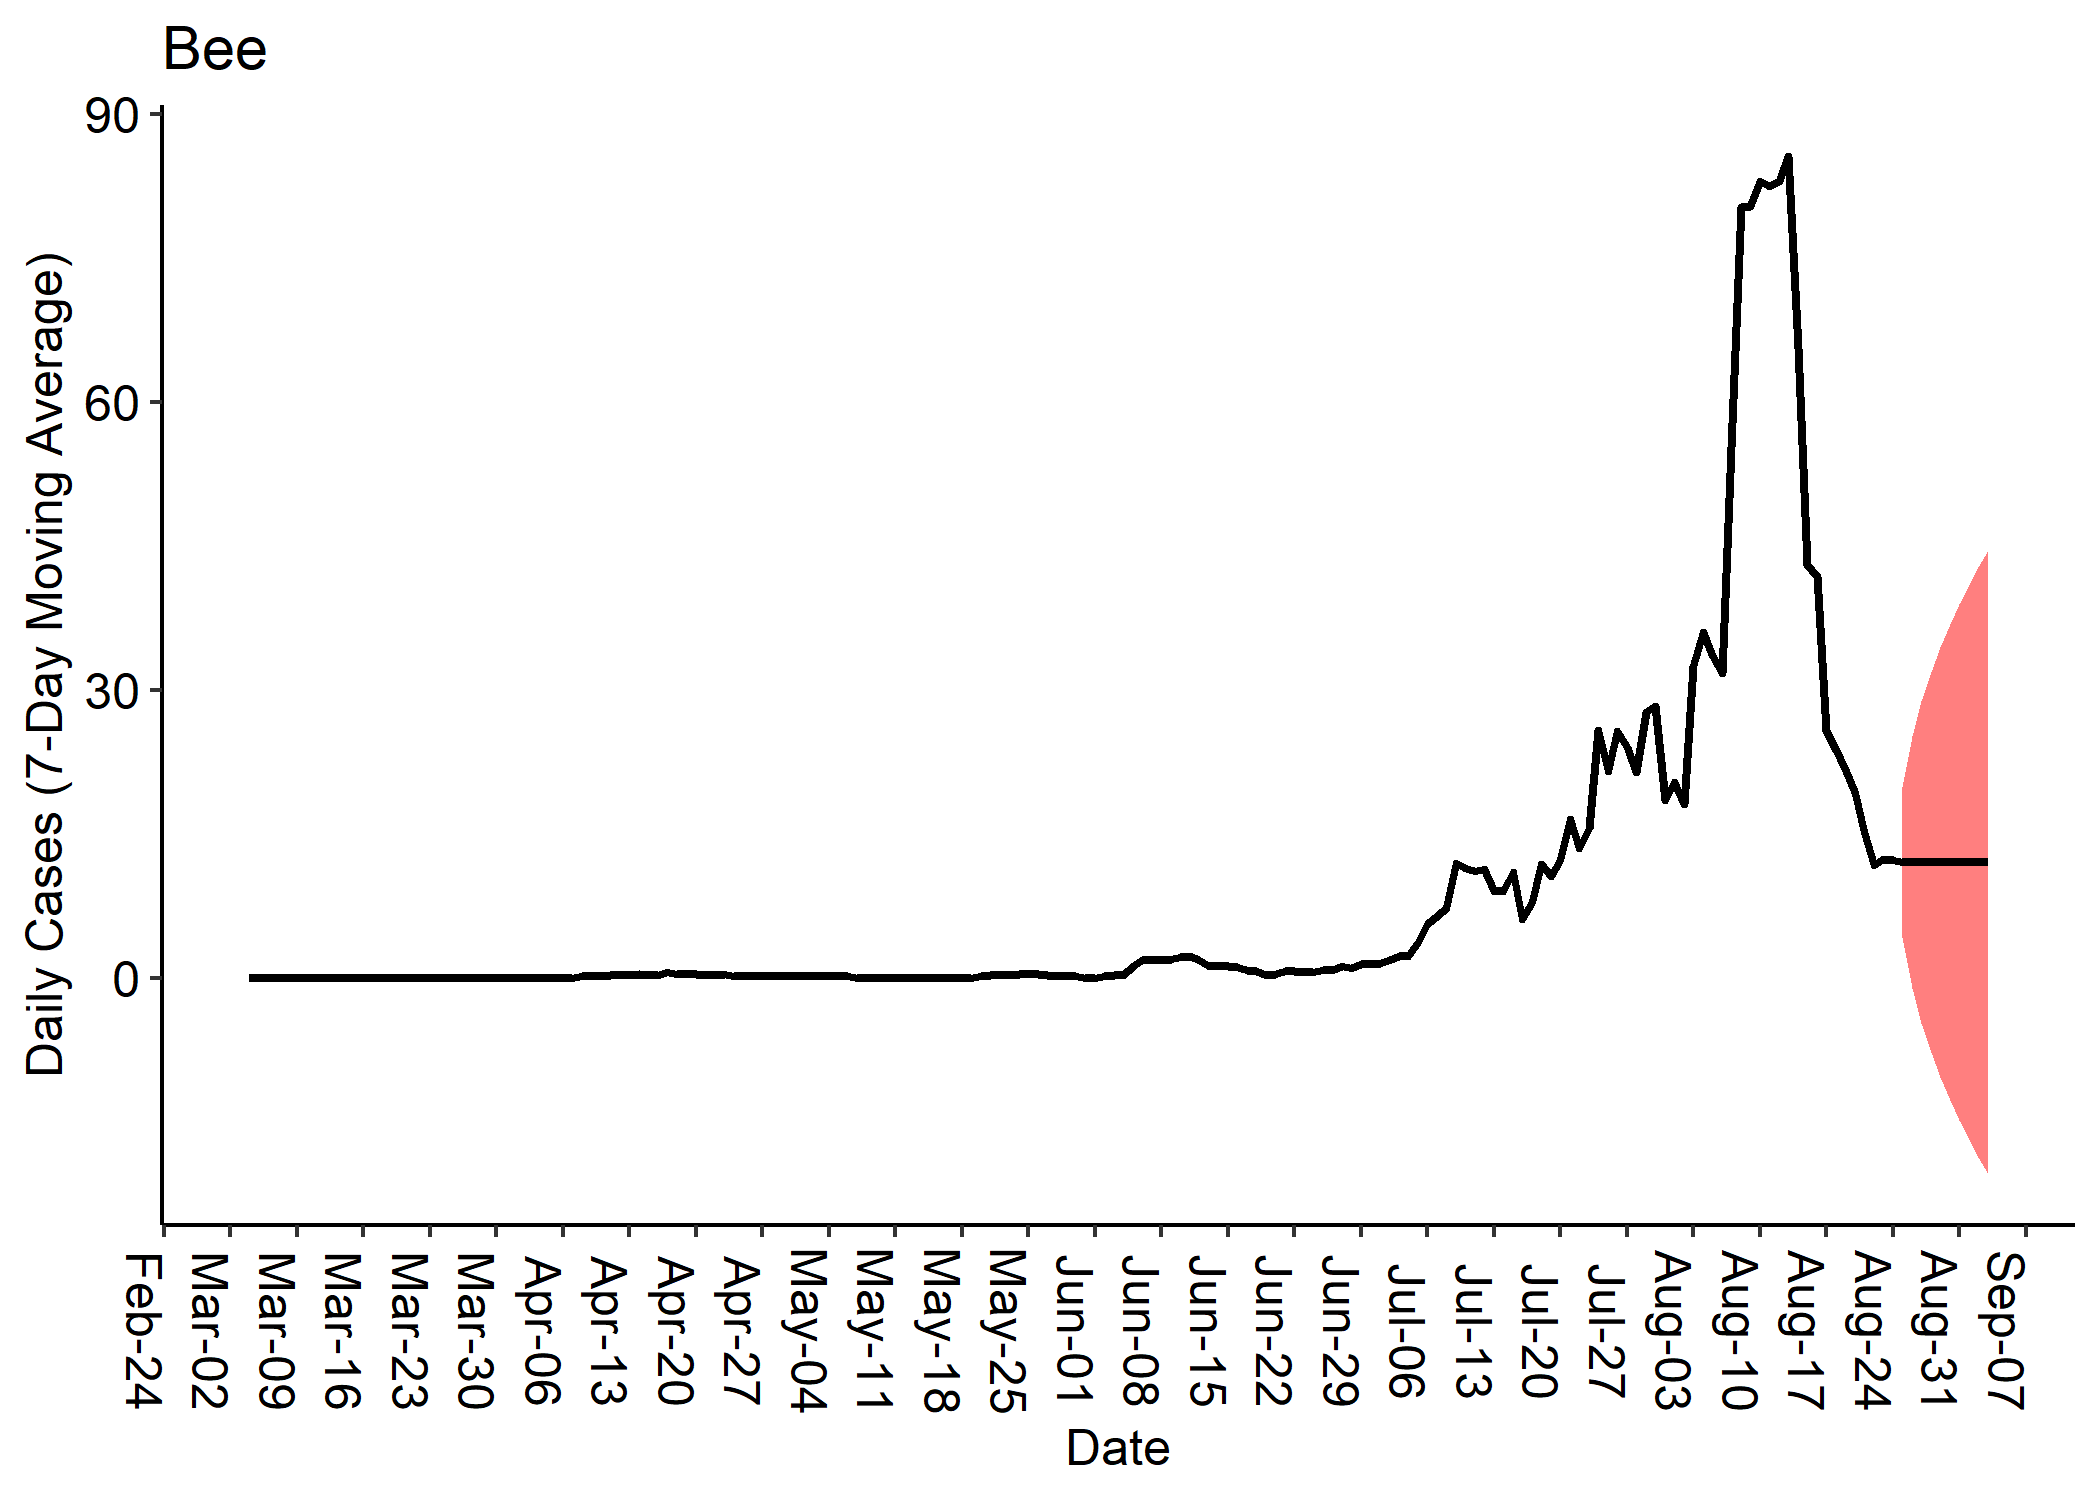 Bee
Daily Cases (7-Day Moving Average)
90
60
30
0
Feb-24
Mar-02
Mar-09
Mar-16
Mar-23
Mar-30
Apr-06
Apr-13
Apr-20
Apr-27
May-04
May-11
May-18
May-25
Jun-01
Jun-08
Jun-15
Jun-22
Jun-29
Jul-06
Jul-13
Jul-20
Jul-27
Aug-03
Aug-10
Aug-17
Aug-24
Aug-31
Sep-07
Date